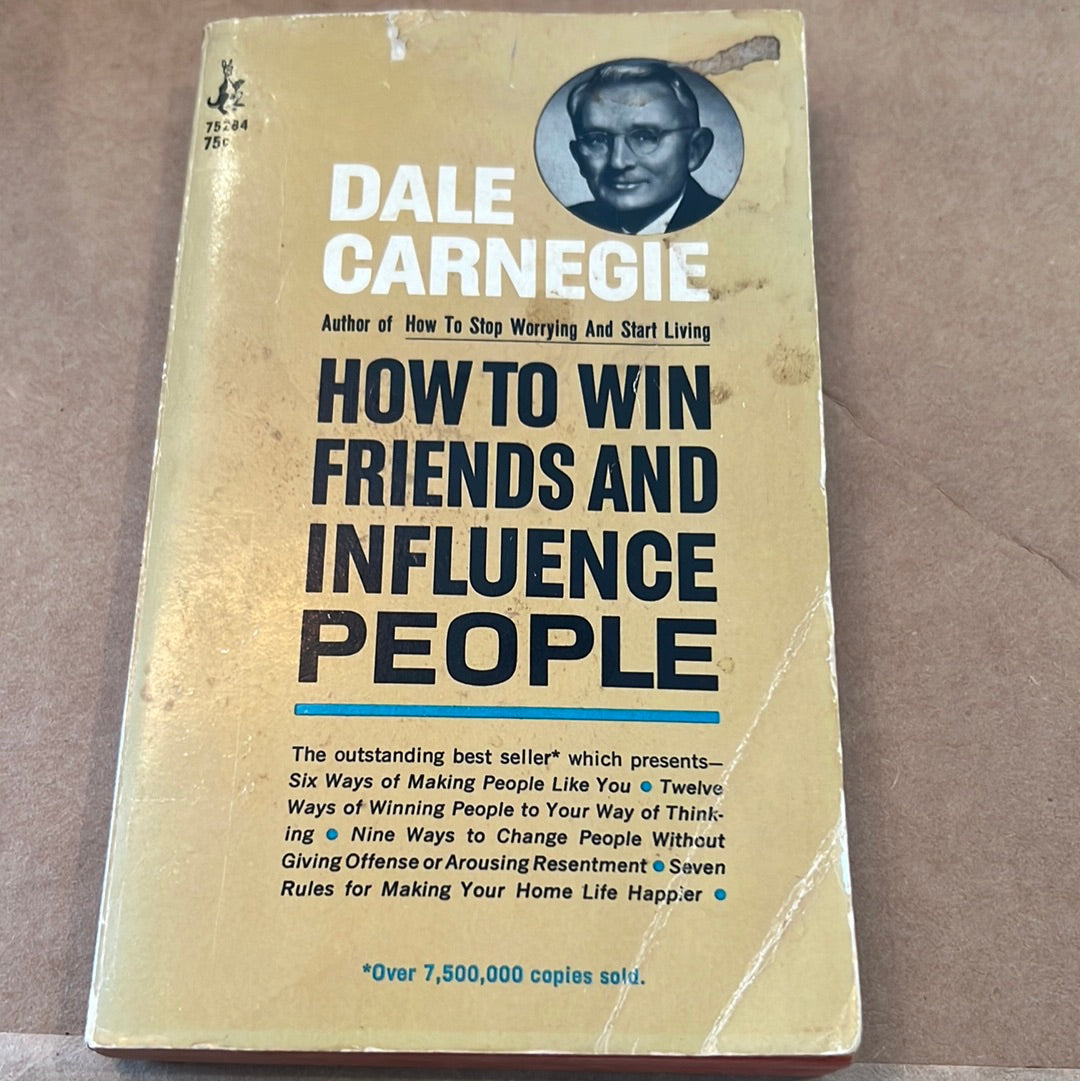 75284
75¢
DALE
CARNEGIE
Author of How To Stop Worrying And Start Living
HOW TO WIN
FRIENDS AND
INFLUENCE
PEOPLE
The outstanding best seller* which presents—
Six Ways of Making People Like You • Twelve
Ways of Winning People to Your Way of Think-
ing • Nine Ways to Change People Without
Giving Offense or Arousing Resentment • Seven
Rules for Making Your Home Life Happier •
*Over 7,500,000 copies sold.